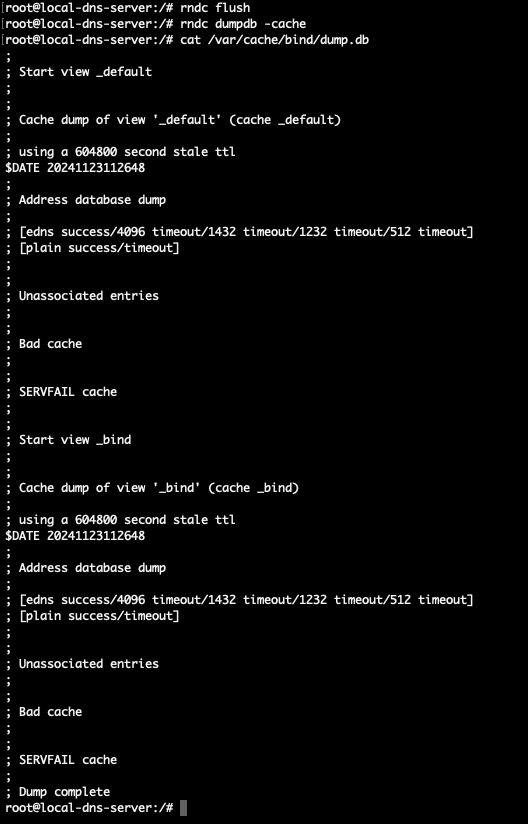 [root@local-dns-server:/# rndc flush
[root@local-dns-server:/# rndc dumpdb -cache
[root@local-dns-server:/# cat /var/cache/bind/dump.db
;
; Start view _default
;
;
; Cache dump of view '_default' (cache _default)
;
; using a 604800 second stale ttl
$DATE 20241123112648
;
; Address database dump
;
; [edns success/4096 timeout/1432 timeout/1232 timeout/512 timeout]
; [plain success/timeout]
;
;
; Unassociated entries
;
;
; Bad cache
;
;
; SERVFAIL cache
;
;
; Start view _bind
;
;
; Cache dump of view '_bind' (cache _bind)
;
; using a 604800 second stale ttl
$DATE 20241123112648
;
; Address database dump
;
; [edns success/4096 timeout/1432 timeout/1232 timeout/512 timeout]
; [plain success/timeout]
;
;
; Unassociated entries
;
;
; Bad cache
;
;
; SERVFAIL cache
;
; Dump complete
root@local-dns-server:/#